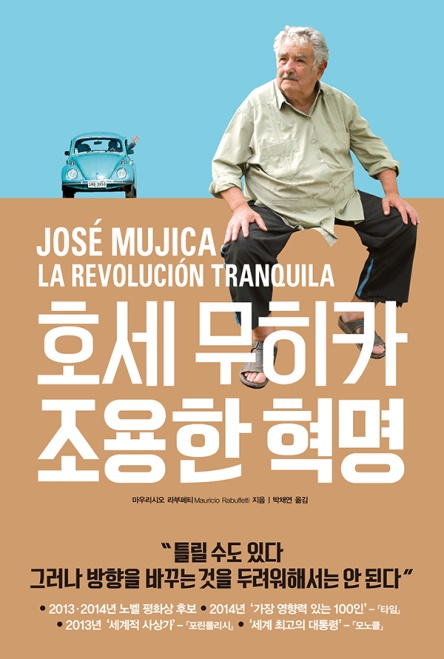 JOSÉ MUJICA
LA REVOLUCIÓN TRANQUILA
호세 무히카
조용한 혁명
마우리시오 라부페티 Mauricio Rabuffetti 지음 | 박채연 옮김
“틀릴 수도 있다
그러나 방향을 바꾸는 것을 두려워해서는 안 된다”
• 2013·2014년 노벨 평화상 후보 • 2014년 ‘가장 영향력 있는 100인’ –「타임」
• 2013년 ‘세계적 사상가’ –「포린폴리시」 • ‘세계 최고의 대통령’ –「모노클」